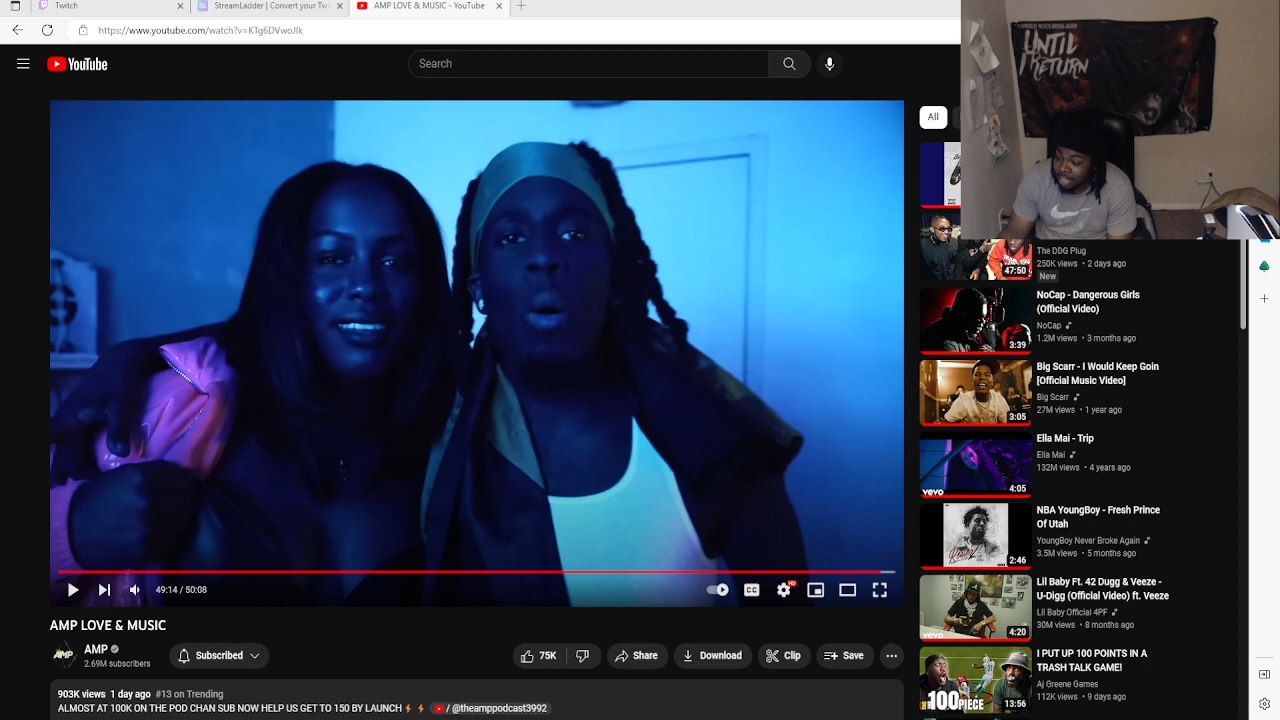 Twitch
StreamLadder | Convert your Twi
AMP LOVE & MUSIC - YouTube
https://www.youtube.com/watch?v=KTg6DVwoJlk
YouTube
Search
UNTIL
I RETURN
All
47:50
The DDG Plug
250K views • 2 days ago
New
NoCap - Dangerous Girls
(Official Video)
NoCap
1.2M views • 3 months ago
3:39
Big Scarr - I Would Keep Goin
[Official Music Video]
Big Scarr
27M views • 1 year ago
3:05
Ella Mai - Trip
Ella Mai
132M views • 4 years ago
vevo
4:05
NBA YoungBoy - Fresh Prince
Of Utah
YoungBoy Never Broke Again
3.5M views • 5 months ago
2:46
Lil Baby Ft. 42 Dugg & Veeze -
U-Digg (Official Video) ft. Veeze
Lil Baby Official 4PF
30M views • 8 months ago
vevo
4:20
I PUT UP 100 POINTS IN A
TRASH TALK GAME!
Aj Greene Games
112K views • 9 days ago
100 PIECE
13:56
49:14 / 50:08
CC
HD
AMP LOVE & MUSIC
AMP
AMP
2.69M subscribers
Subscribed
75K
Share
Download
Clip
Save
903K views 1 day ago #13 on Trending
ALMOST AT 100K ON THE POD CHAN SUB NOW HELP US GET TO 150 BY LAUNCH⚡⚡ / @theamppodcast3992